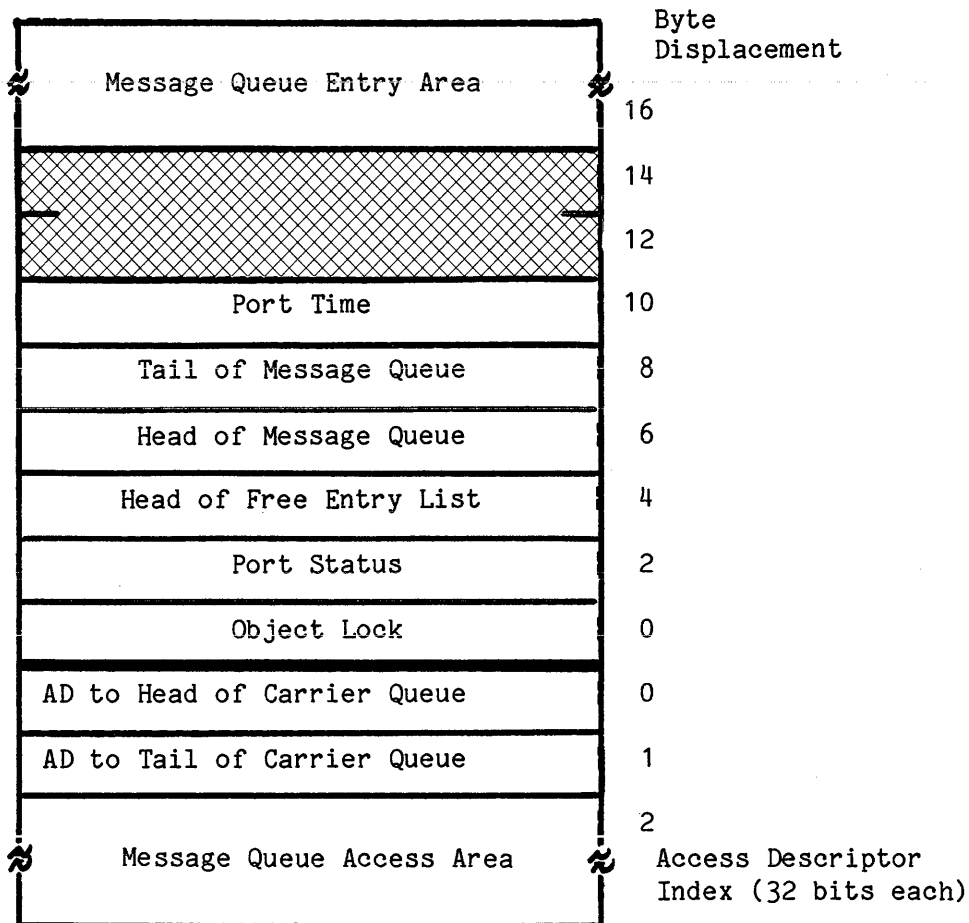 Byte
Displacement
Message Queue Entry Area
16
14
12
Port Time 10
Tail of Message Queue 8
Head of Message Queue 6
Head of Free Entry List 4
Port Status 2
Object Lock 0
AD to Head of Carrier Queue 0
AD to Tail of Carrier Queue 1
2
Message Queue Access Area
Access Descriptor
Index (32 bits each)